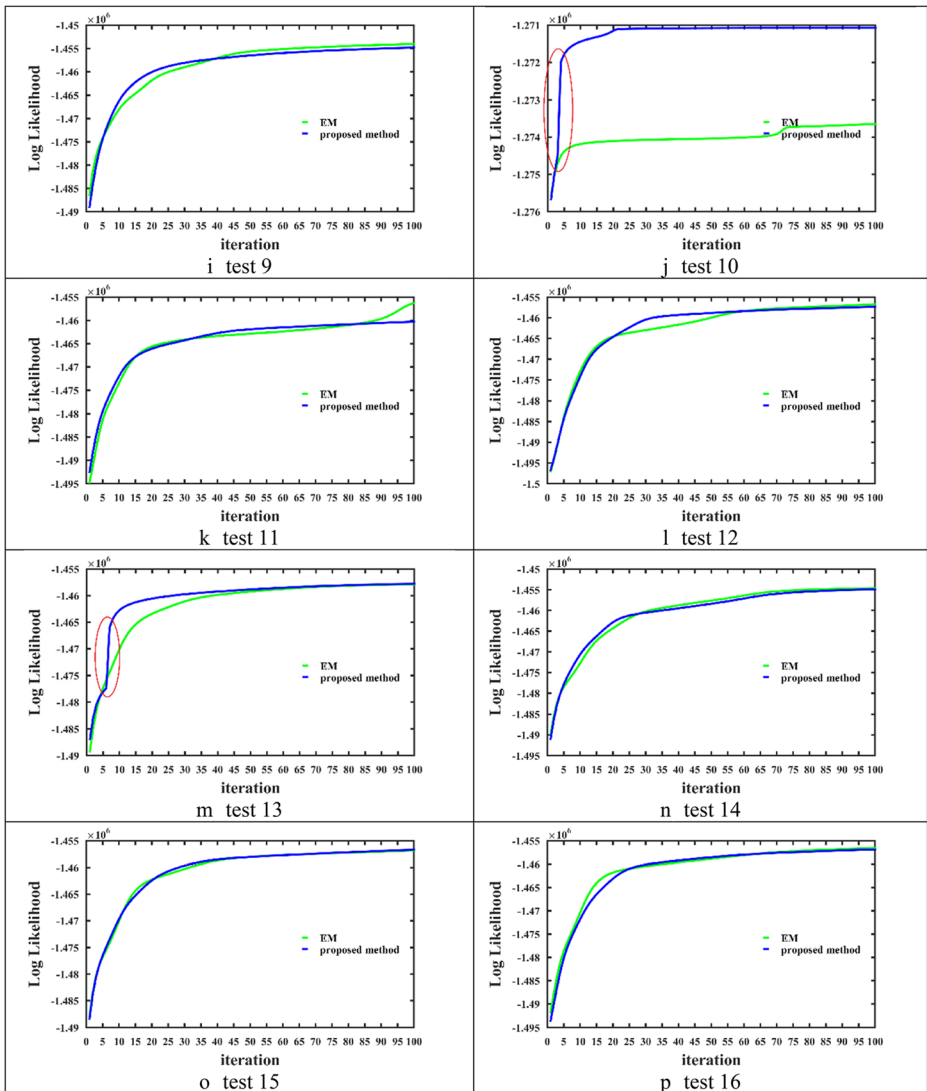 ×10⁶
-1.45
-1.455
-1.46
-1.465
-1.47
-1.475
-1.48
-1.485
-1.49
Log Likelihood
EM
proposed method
0 5 10 15 20 25 30 35 40 45 50 55 60 65 70 75 80 85 90 95 100
iteration
i test 9
×10⁶
-1.271
-1.272
-1.273
-1.274
-1.275
-1.276
Log Likelihood
EM
proposed method
0 5 10 15 20 25 30 35 40 45 50 55 60 65 70 75 80 85 90 95 100
iteration
j test 10
×10⁶
-1.455
-1.46
-1.465
-1.47
-1.475
-1.48
-1.485
-1.49
-1.495
Log Likelihood
EM
proposed method
0 5 10 15 20 25 30 35 40 45 50 55 60 65 70 75 80 85 90 95 100
iteration
k test 11
×10⁶
-1.455
-1.46
-1.465
-1.47
-1.475
-1.48
-1.485
-1.49
-1.495
-1.5
Log Likelihood
EM
proposed method
0 5 10 15 20 25 30 35 40 45 50 55 60 65 70 75 80 85 90 95 100
iteration
l test 12
×10⁶
-1.455
-1.46
-1.465
-1.47
-1.475
-1.48
-1.485
-1.49
Log Likelihood
EM
proposed method
0 5 10 15 20 25 30 35 40 45 50 55 60 65 70 75 80 85 90 95 100
iteration
m test 13
×10⁶
-1.45
-1.455
-1.46
-1.465
-1.47
-1.475
-1.48
-1.485
-1.49
-1.495
Log Likelihood
EM
proposed method
0 5 10 15 20 25 30 35 40 45 50 55 60 65 70 75 80 85 90 95 100
iteration
n test 14
×10⁶
-1.455
-1.46
-1.465
-1.47
-1.475
-1.48
-1.485
-1.49
Log Likelihood
EM
proposed method
0 5 10 15 20 25 30 35 40 45 50 55 60 65 70 75 80 85 90 95 100
iteration
o test 15
×10⁶
-1.455
-1.46
-1.465
-1.47
-1.475
-1.48
-1.485
-1.49
-1.495
Log Likelihood
EM
proposed method
0 5 10 15 20 25 30 35 40 45 50 55 60 65 70 75 80 85 90 95 100
iteration
p test 16